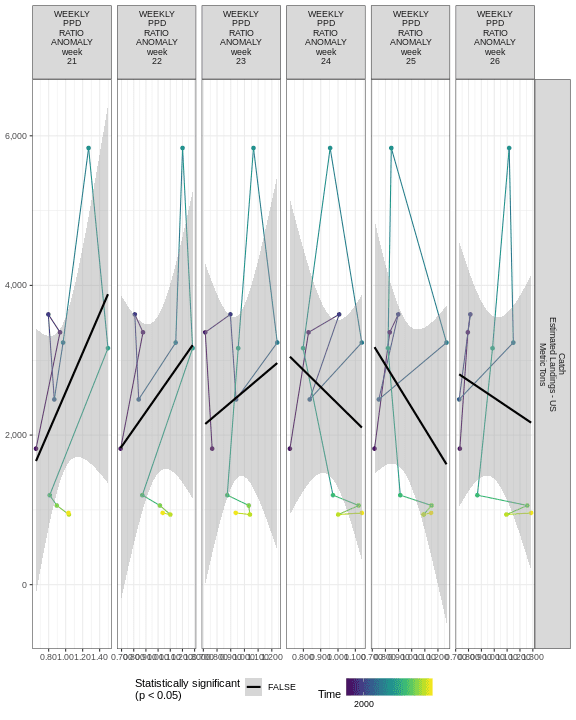 WEEKLY
PPD
RATIO
ANOMALY
week
21
WEEKLY
PPD
RATIO
ANOMALY
week
22
WEEKLY
PPD
RATIO
ANOMALY
week
23
WEEKLY
PPD
RATIO
ANOMALY
week
24
WEEKLY
PPD
RATIO
ANOMALY
week
25
WEEKLY
PPD
RATIO
ANOMALY
week
26
6,000
4,000
2,000
0
Catch
Estimated Landings - US
Metric Tons
Statistically significant
(p < 0.05)
FALSE
Time
2000